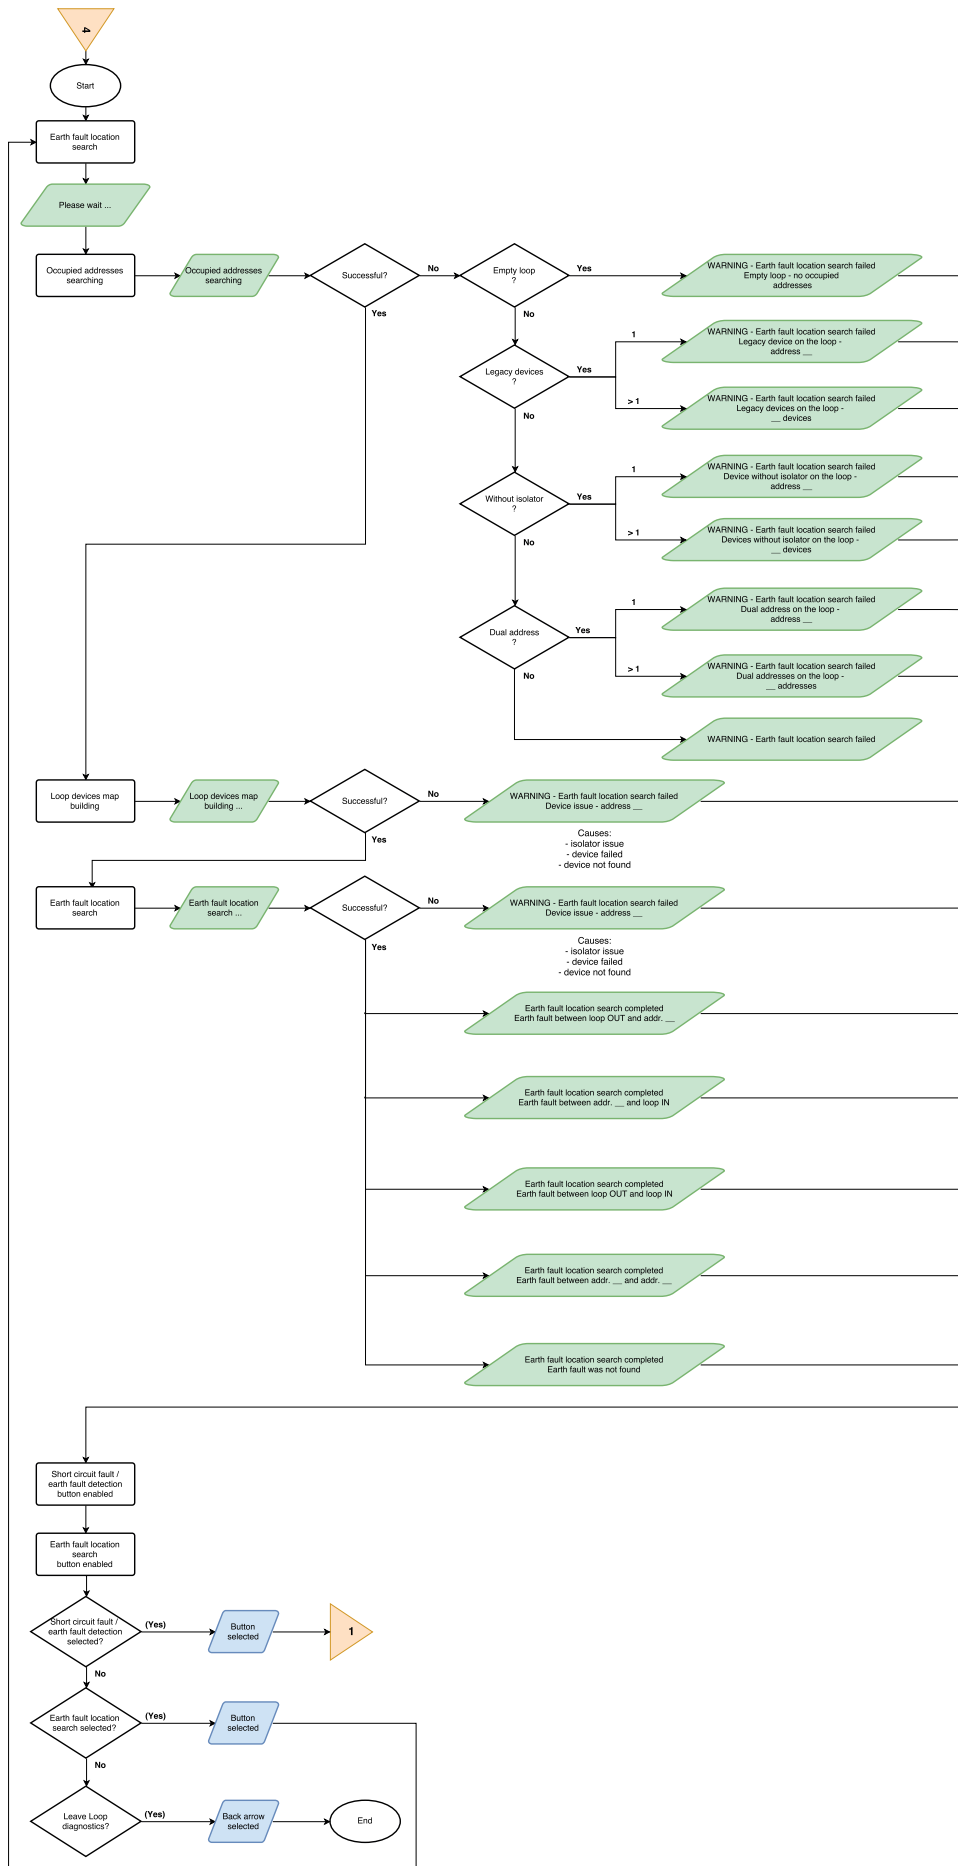 4
Start
Earth fault location
search
Please wait ...
Occupied addresses
searching
Occupied addresses
searching
Successful?
No
Yes
Empty loop
?
Yes
No
WARNING - Earth fault location search failed
Empty loop - no occupied
addresses
Legacy devices
?
Yes
No
1
WARNING - Earth fault location search failed
Legacy device on the loop -
address __
> 1
WARNING - Earth fault location search failed
Legacy devices on the loop -
__ devices
Without isolator
?
Yes
No
1
WARNING - Earth fault location search failed
Device without isolator on the loop -
address __
> 1
WARNING - Earth fault location search failed
Devices without isolator on the loop -
__ devices
Dual address
?
Yes
No
1
WARNING - Earth fault location search failed
Dual address on the loop -
address __
> 1
WARNING - Earth fault location search failed
Dual addresses on the loop -
__ addresses
WARNING - Earth fault location search failed
Loop devices map
building
Loop devices map
building ...
Successful?
No
Yes
WARNING - Earth fault location search failed
Device issue - address __
Causes:
- isolator issue
- device failed
- device not found
Earth fault location
search
Earth fault location
search ...
Successful?
No
Yes
WARNING - Earth fault location search failed
Device issue - address __
Causes:
- isolator issue
- device failed
- device not found
Earth fault location search completed
Earth fault between loop OUT and addr. __
Earth fault location search completed
Earth fault between addr. __ and loop IN
Earth fault location search completed
Earth fault between loop OUT and loop IN
Earth fault location search completed
Earth fault between addr. __ and addr. __
Earth fault location search completed
Earth fault was not found
Short circuit fault /
earth fault detection
button enabled
Earth fault location
search
button enabled
Short circuit fault /
earth fault detection
selected?
(Yes)
No
Button
selected
1
Earth fault location
search selected?
(Yes)
No
Button
selected
Leave Loop
diagnostics?
(Yes)
Back arrow
selected
End